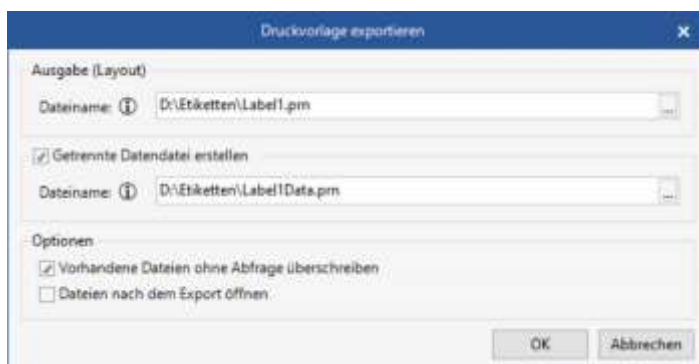 Druckvorlage exportieren
Ausgabe (Layout)
Dateiname: D:\Etiketten\Label1.prn
...
Getrennte Datendatei erstellen
Dateiname: D:\Etiketten\Label1Data.prn
...
Optionen
Vorhandene Dateien ohne Abfrage überschreiben
Dateien nach dem Export öffnen
OK Abbrechen